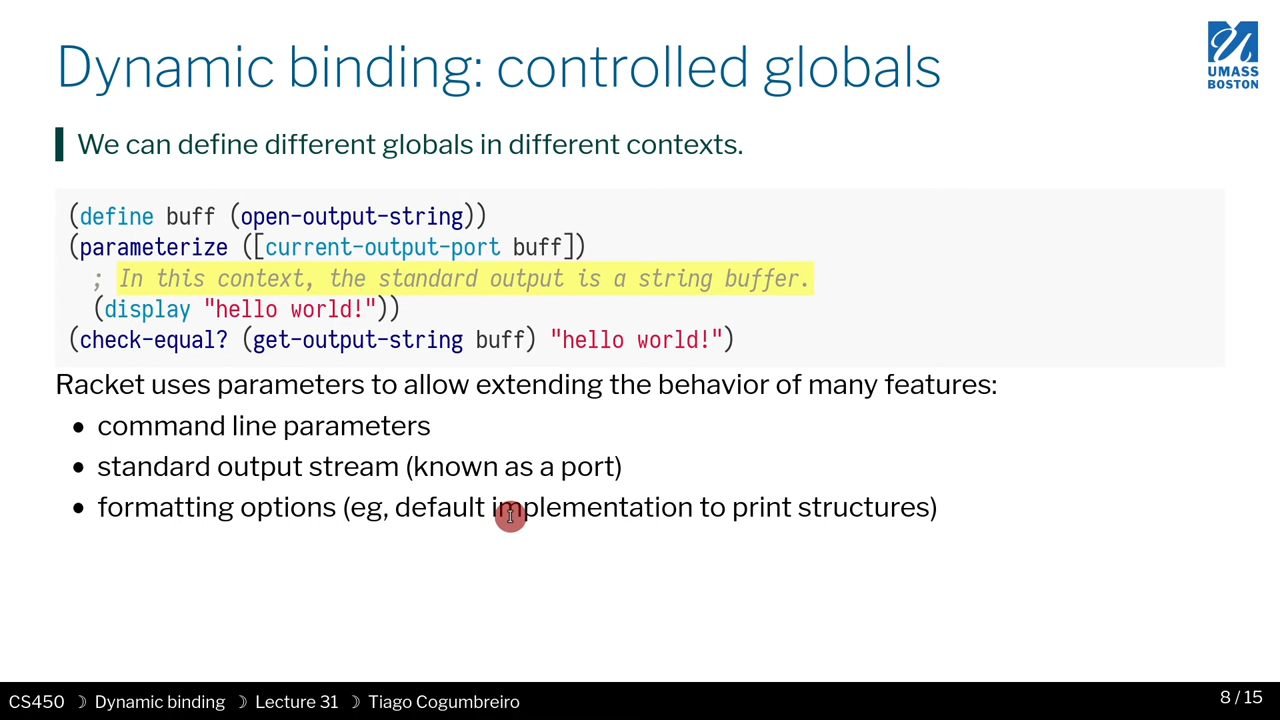 Dynamic binding: controlled globals
UMASS
BOSTON
We can define different globals in different contexts.
(define buff (open-output-string))
(parameterize ([current-output-port buff])
  ; In this context, the standard output is a string buffer.
  (display "hello world!"))
(check-equal? (get-output-string buff) "hello world!")
Racket uses parameters to allow extending the behavior of many features:
• command line parameters
• standard output stream (known as a port)
• formatting options (eg, default implementation to print structures)
CS450 ☽ Dynamic binding ☽ Lecture 31 ☽ Tiago Cogumbreiro
8 / 15